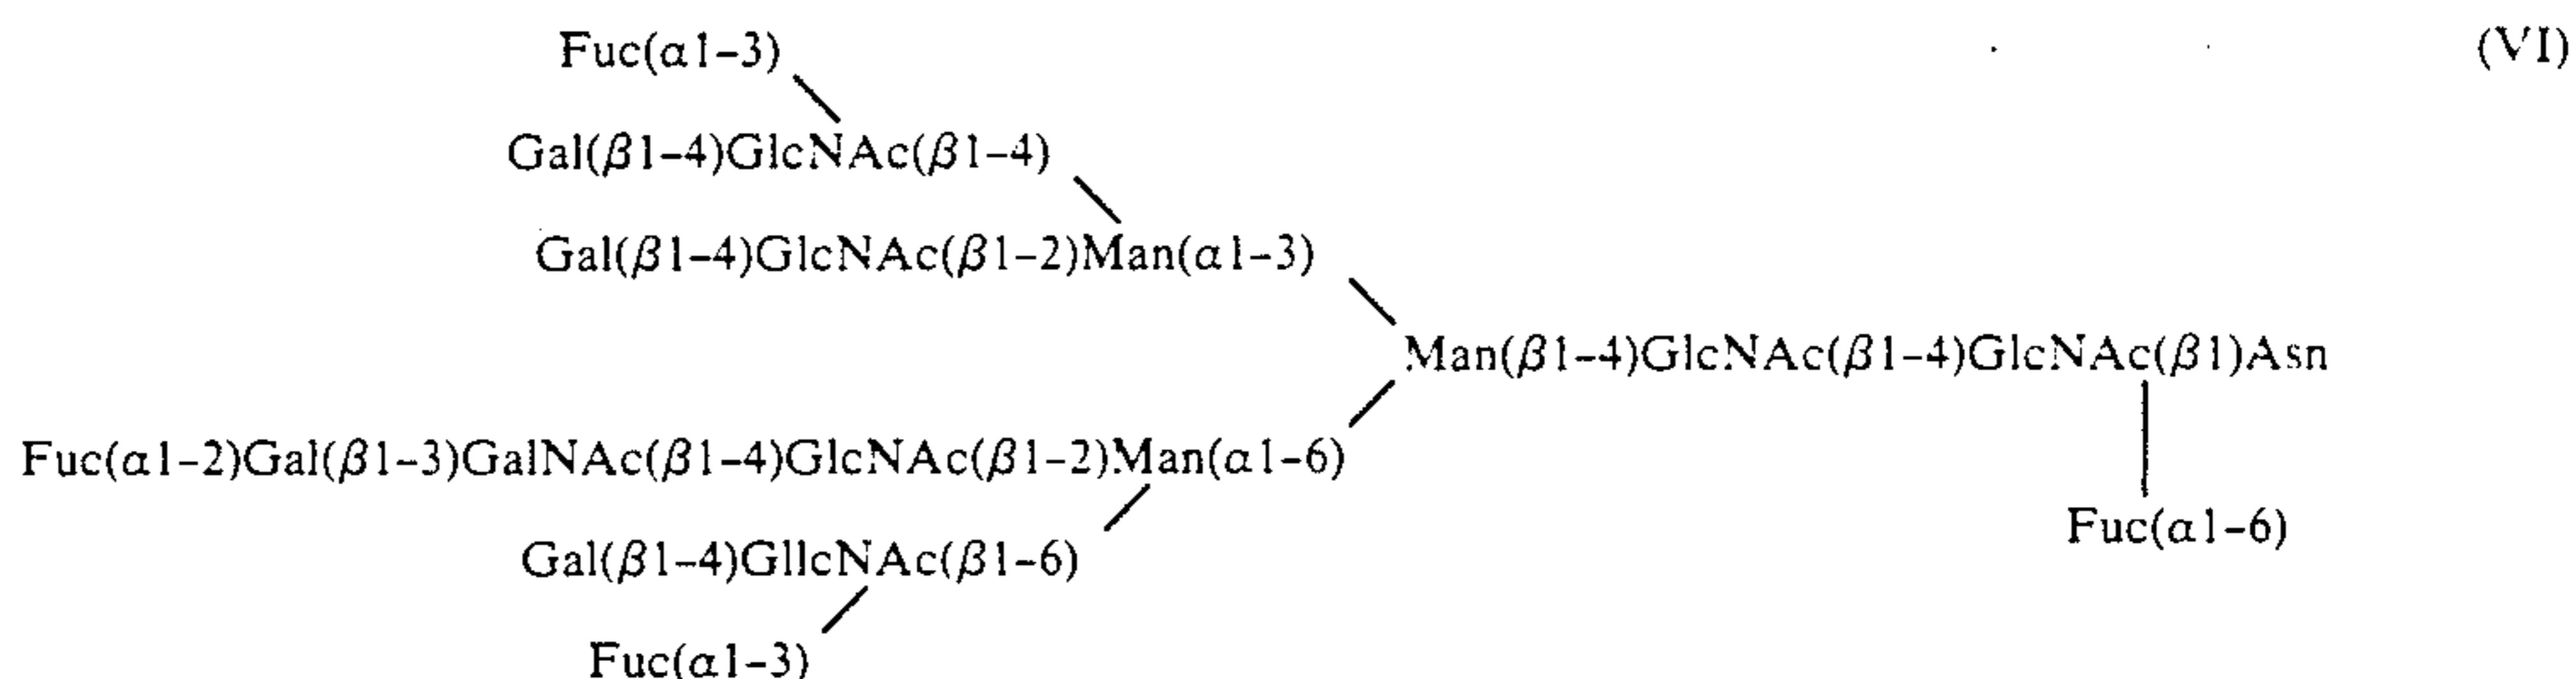 Fuc(α1-3) (VI)
Gal(β1-4)GlcNAc(β1-4)
Gal(β1-4)GlcNAc(β1-2)Man(α1-3)
Man(β1-4)GlcNAc(β1-4)GlcNAc(β1)Asn
Fuc(α1-2)Gal(β1-3)GalNAc(β1-4)GlcNAc(β1-2)Man(α1-6)
Fuc(α1-6)
Gal(β1-4)GllcNAc(β1-6)
Fuc(α1-3)